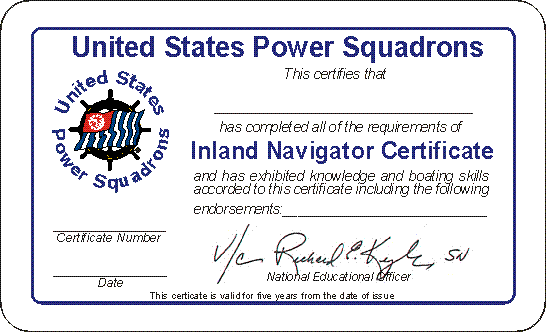 United States Power Squadrons
This certifies that
United States
Power Squadrons
has completed all of the requirements of
Inland Navigator Certificate
and has exhibited knowledge and boating skills
accorded to this certificate including the following
endorsements:
Certificate Number
V/C Richard E. Kyle, SN
National Educational Officer
Date
This certicate is valid for five years from the date of issue